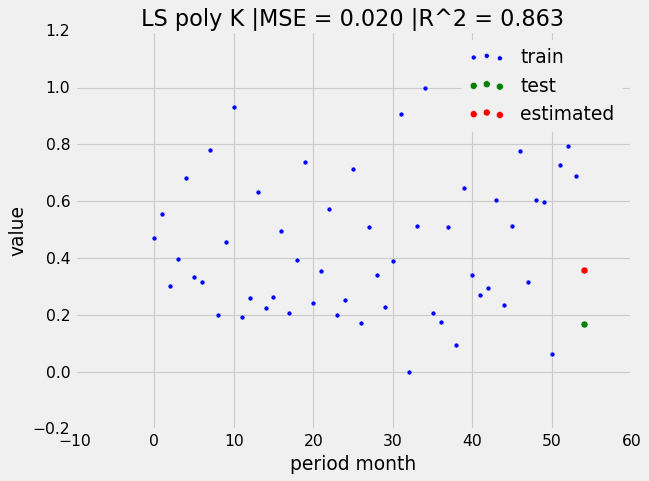 LS poly K |MSE = 0.020 |R^2 = 0.863
1.2
1.0
0.8
0.6
0.4
0.2
0.0
−0.2
value
train
test
estimated
−10 0 10 20 30 40 50 60
period month